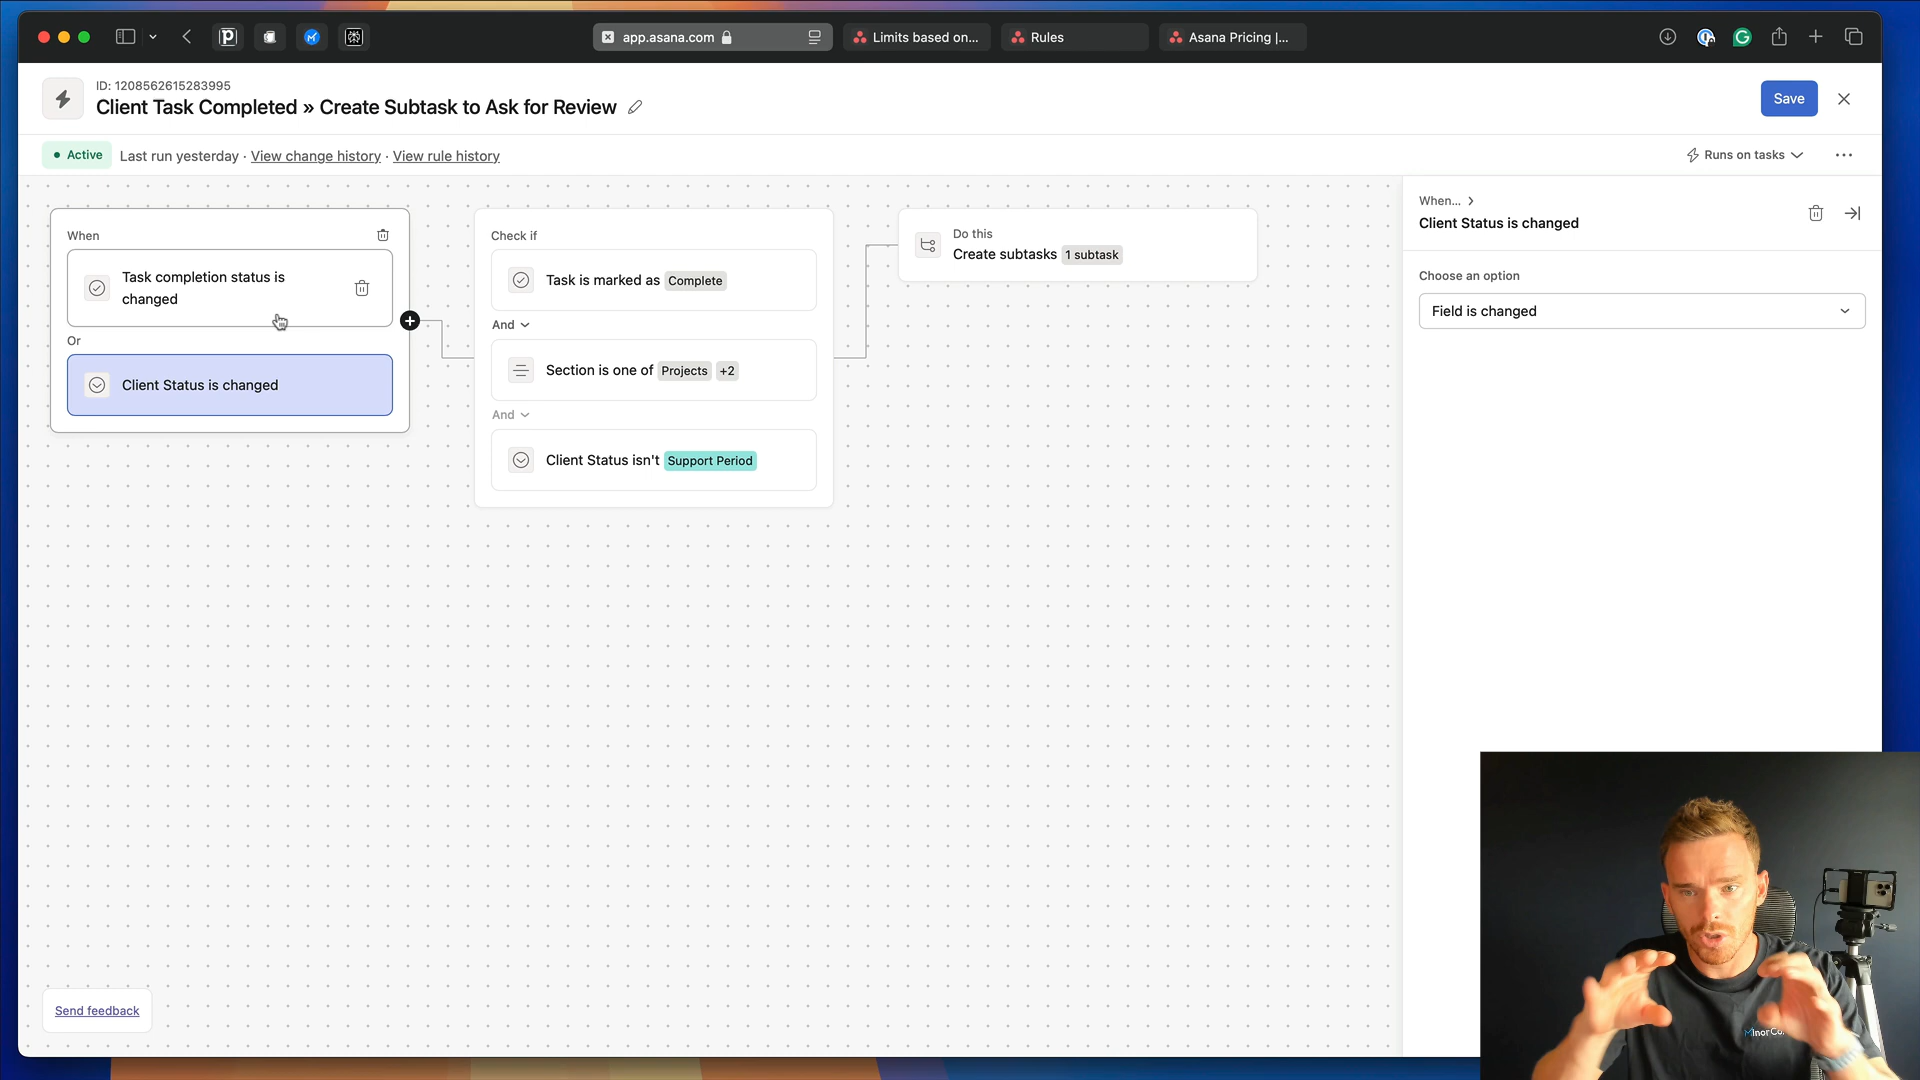 app.asana.com
Limits based on...
Rules
Asana Pricing |...
ID: 1208562615283995
Client Task Completed » Create Subtask to Ask for Review
Save
Active
Last run yesterday · View change history · View rule history
Runs on tasks
When
Task completion status is
changed
Or
Client Status is changed
Check if
Task is marked as Complete
And
Section is one of Projects +2
And
Client Status isn't Support Period
Do this
Create subtasks 1 subtask
When... >
Client Status is changed
Choose an option
Field is changed
Send feedback
MinorCo.